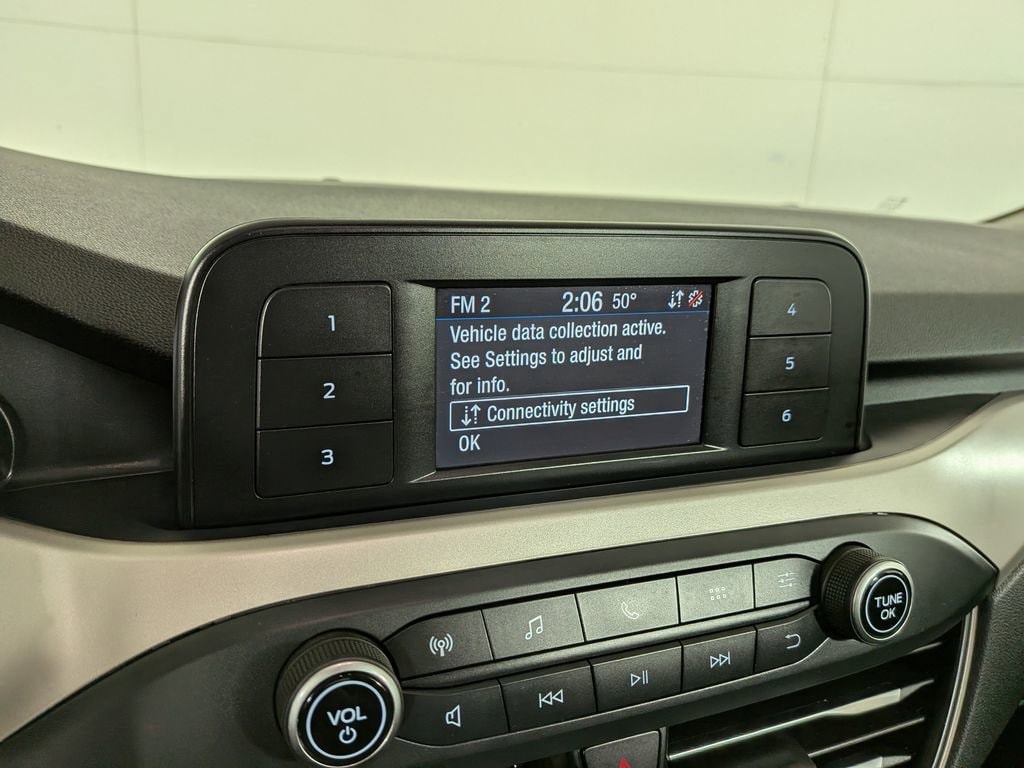 FM 2 2:06 50°
Vehicle data collection active.
See Settings to adjust and
for info.
Connectivity settings
OK
1
2
3
4
5
6
VOL
TUNE
OK